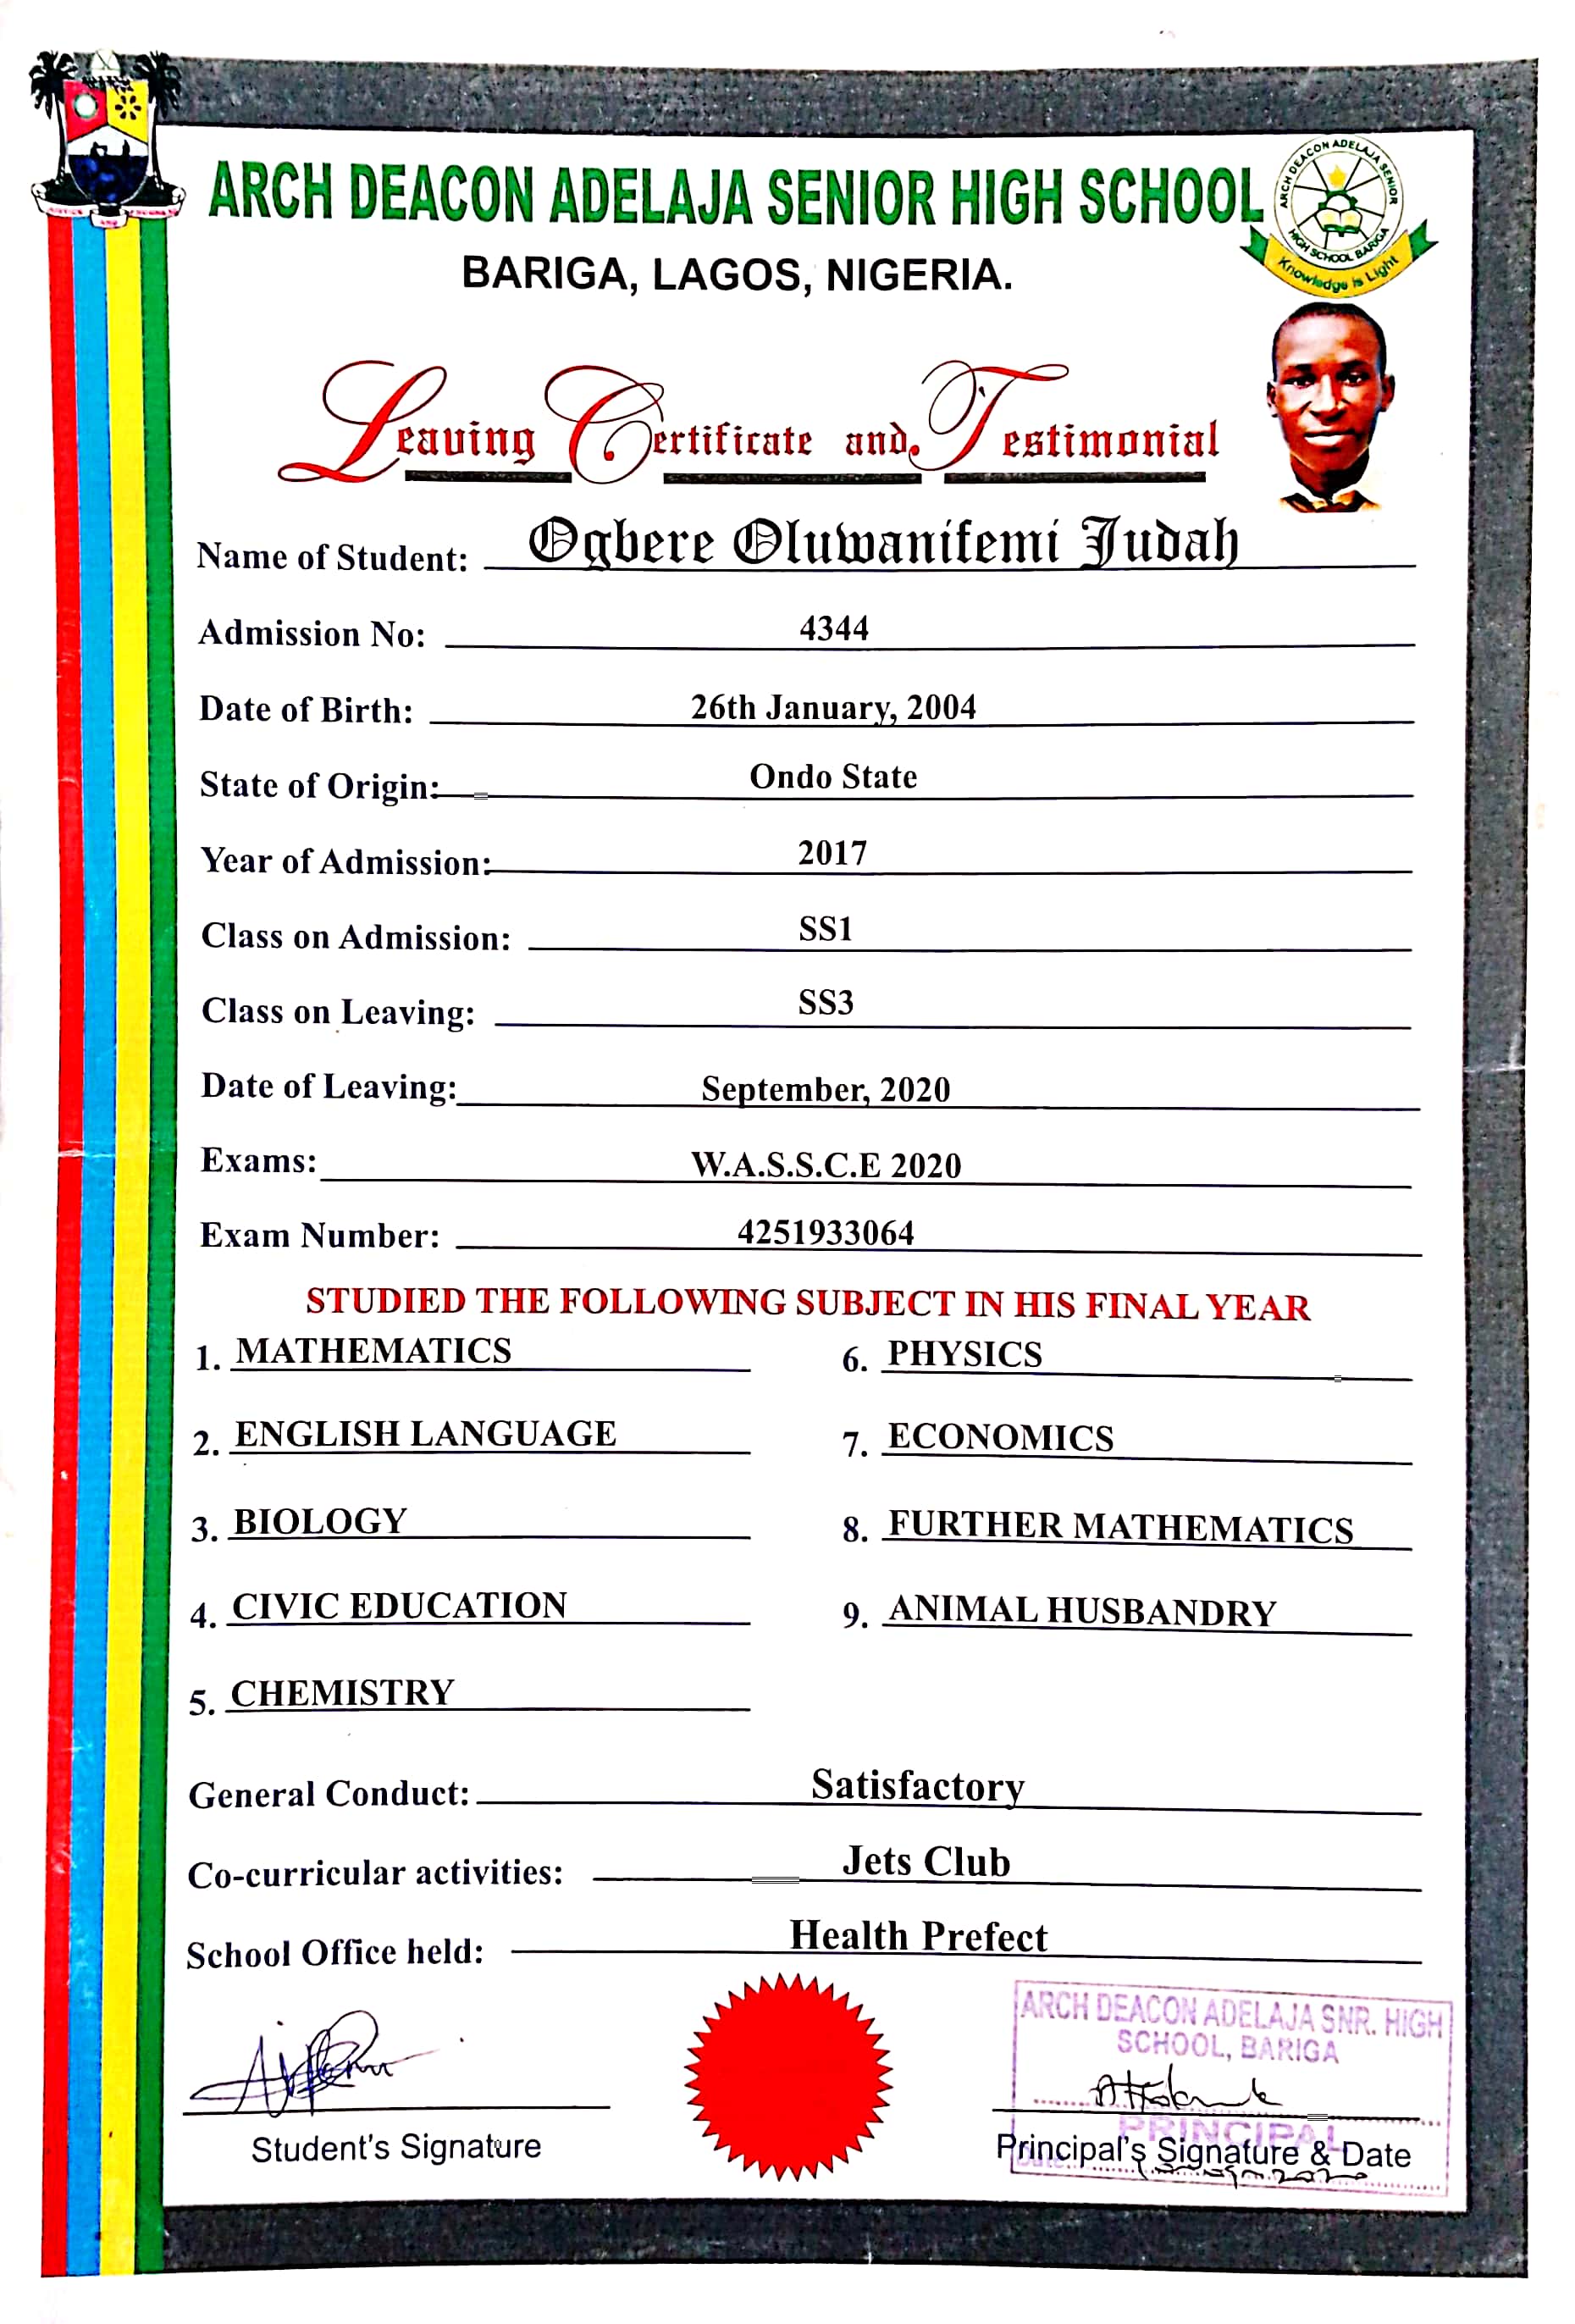 ARCH DEACON ADELAJA SENIOR HIGH SCHOOL
ARCH DEACON ADELAJA SENIOR
HIGH SCHOOL BARIGA
Knowledge is Light
BARIGA, LAGOS, NIGERIA.
Leaving Certificate and Testimonial
Name of Student: Ogbere Oluwanifemi Judah
Admission No: 4344
Date of Birth: 26th January, 2004
State of Origin: Ondo State
Year of Admission: 2017
Class on Admission: SS1
Class on Leaving: SS3
Date of Leaving: September, 2020
Exams: W.A.S.S.C.E 2020
Exam Number: 4251933064
STUDIED THE FOLLOWING SUBJECT IN HIS FINAL YEAR
1. MATHEMATICS
2. ENGLISH LANGUAGE
3. BIOLOGY
4. CIVIC EDUCATION
5. CHEMISTRY
6. PHYSICS
7. ECONOMICS
8. FURTHER MATHEMATICS
9. ANIMAL HUSBANDRY
General Conduct: Satisfactory
Co-curricular activities: Jets Club
School Office held: Health Prefect
Student's Signature
ARCH DEACON ADELAJA SNR. HIGH
SCHOOL, BARIGA
PRINCIPAL
Principal's Signature & Date